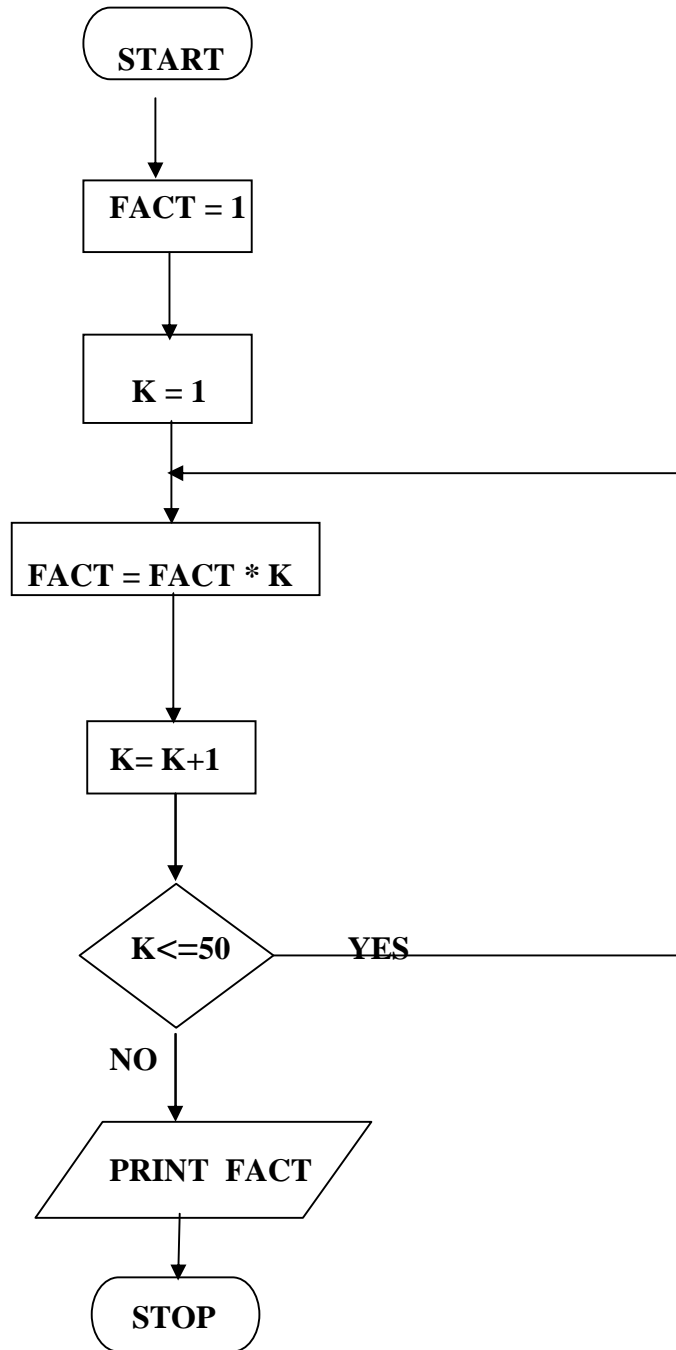 START
FACT = 1
K = 1
FACT = FACT * K
K= K+1
K<=50 YES
NO
PRINT FACT
STOP